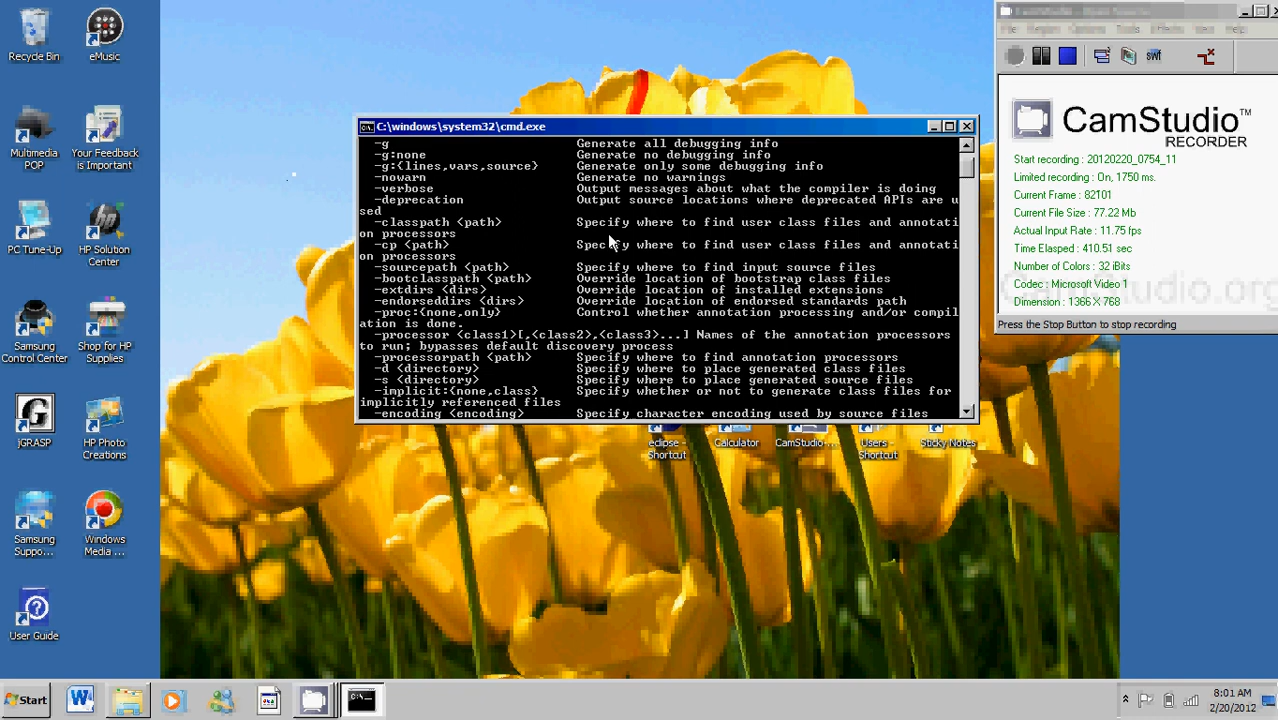 Recycle Bin
eMusic
Multimedia
POP
Your Feedback
is Important
PC Tune-Up
HP Solution
Center
Samsung
Control Center
Shop for HP
Supplies
jGRASP
HP Photo
Creations
Samsung
Suppo...
Windows
Media ...
User Guide
C:\windows\system32\cmd.exe
-g Generate all debugging info
-g:none Generate no debugging info
-g:{lines,vars,source} Generate only some debugging info
-nowarn Generate no warnings
-verbose Output messages about what the compiler is doing
-deprecation Output source locations where deprecated APIs are u
sed
-classpath <path> Specify where to find user class files and annotati
on processors
-cp <path> Specify where to find user class files and annotati
on processors
-sourcepath <path> Specify where to find input source files
-bootclasspath <path> Override location of bootstrap class files
-extdirs <dirs> Override location of installed extensions
-endorseddirs <dirs> Override location of endorsed standards path
-proc:{none,only} Control whether annotation processing and/or compil
ation is done.
-processor <class1>[,<class2>,<class3>...] Names of the annotation processors
to run; bypasses default discovery process
-processorpath <path> Specify where to find annotation processors
-d <directory> Specify where to place generated class files
-s <directory> Specify where to place generated source files
-implicit:{none,class} Specify whether or not to generate class files for
implicitly referenced files
-encoding <encoding> Specify character encoding used by source files
eclipse -
Shortcut
Calculator
CamStudio-...
Users -
Shortcut
Sticky Notes
swf
CamStudio™
RECORDER
Start recording : 20120220_0754_11
Limited recording : On, 1750 ms.
Current Frame : 82101
Current File Size : 77.22 Mb
Actual Input Rate : 11.75 fps
Time Elasped : 410.51 sec
Number of Colors : 32 iBits
Codec : Microsoft Video 1
Dimension : 1366 X 768
CamStudio.org
Press the Stop Button to stop recording
Start
8:01 AM
2/20/2012